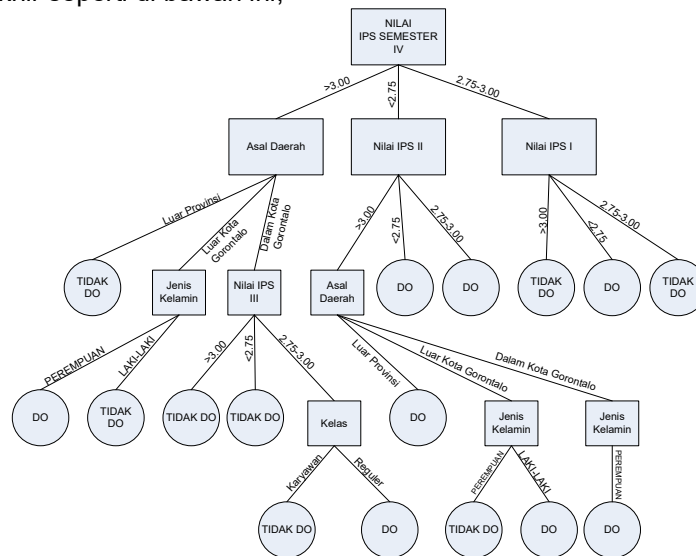 NILAI
IPS SEMESTER
IV
>3.00
<2.75
2.75-3.00
Asal Daerah
Nilai IPS II
Nilai IPS I
Luar Provinsi
Luar Kota
Gorontalo
Dalam Kota
Gorontalo
>3.00
<2.75
2.75-3.00
>3.00
<2.75
2.75-3.00
TIDAK
DO
Jenis
Kelamin
Nilai IPS
III
Asal
Daerah
DO
DO
TIDAK
DO
DO
TIDAK
DO
PEREMPUAN
LAKI-LAKI
>3.00
<2.75
2.75-3.00
Luar Provinsi
Luar Kota Gorontalo
Dalam Kota Gorontalo
DO
TIDAK
DO
TIDAK DO
TIDAK DO
Kelas
DO
Jenis
Kelamin
Jenis
Kelamin
Karyawan
Reguler
PEREMPUAN
LAKI-LAKI
PEREMPUAN
TIDAK DO
DO
TIDAK DO
DO
DO